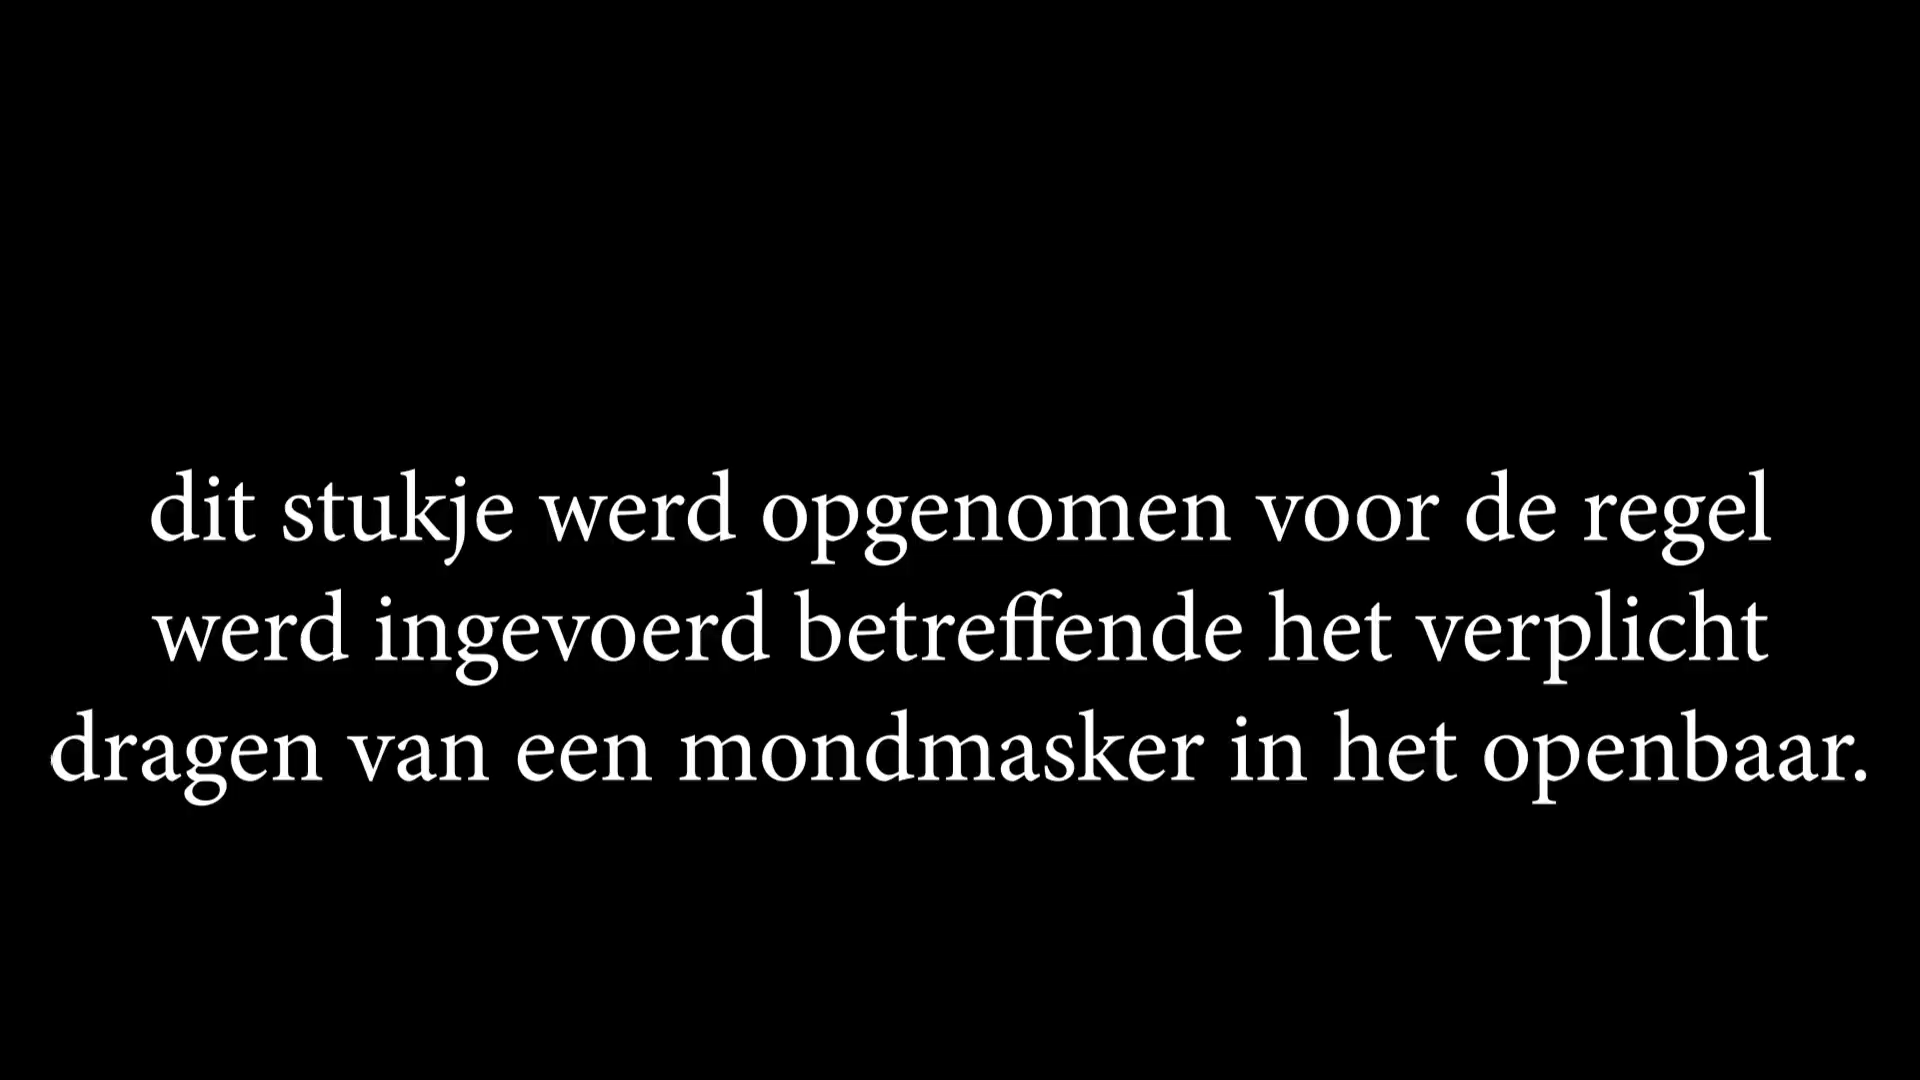 dit stukje werd opgenomen voor de regel
werd ingevoerd betreffende het verplicht
dragen van een mondmasker in het openbaar.